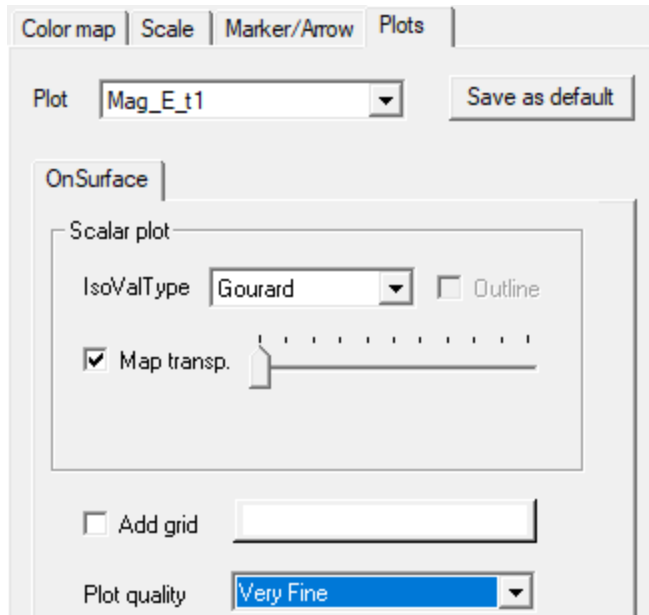 Color map Scale Marker/Arrow Plots
Plot Mag_E_t1 Save as default
OnSurface
Scalar plot
IsoValType Gourard Outline
Map transp.
Add grid
Plot quality Very Fine